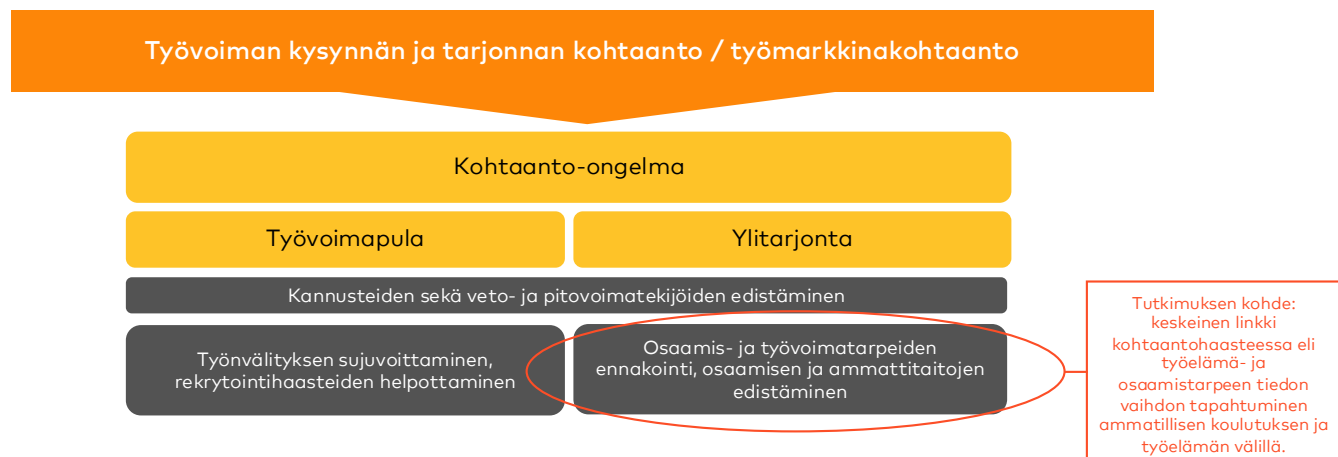 Työvoiman kysynnän ja tarjonnan kohtaanto / työmarkkinakohtaanto
Kohtaanto-ongelma
Työvoimapula
Ylitarjonta
Kannusteiden sekä veto- ja pitovoimatekijöiden edistäminen
Työnvälityksen sujuvoittaminen,
rekrytointihaasteiden helpottaminen
Osaamis- ja työvoimatarpeiden
ennakointi, osaamisen ja ammattitaitojen
edistäminen
Tutkimuksen kohde:
keskeinen linkki
kohtaantohaasteessa eli
työelämä- ja
osaamistarpeen tiedon
vaihdon tapahtuminen
ammatillisen koulutuksen ja
työelämän välillä.